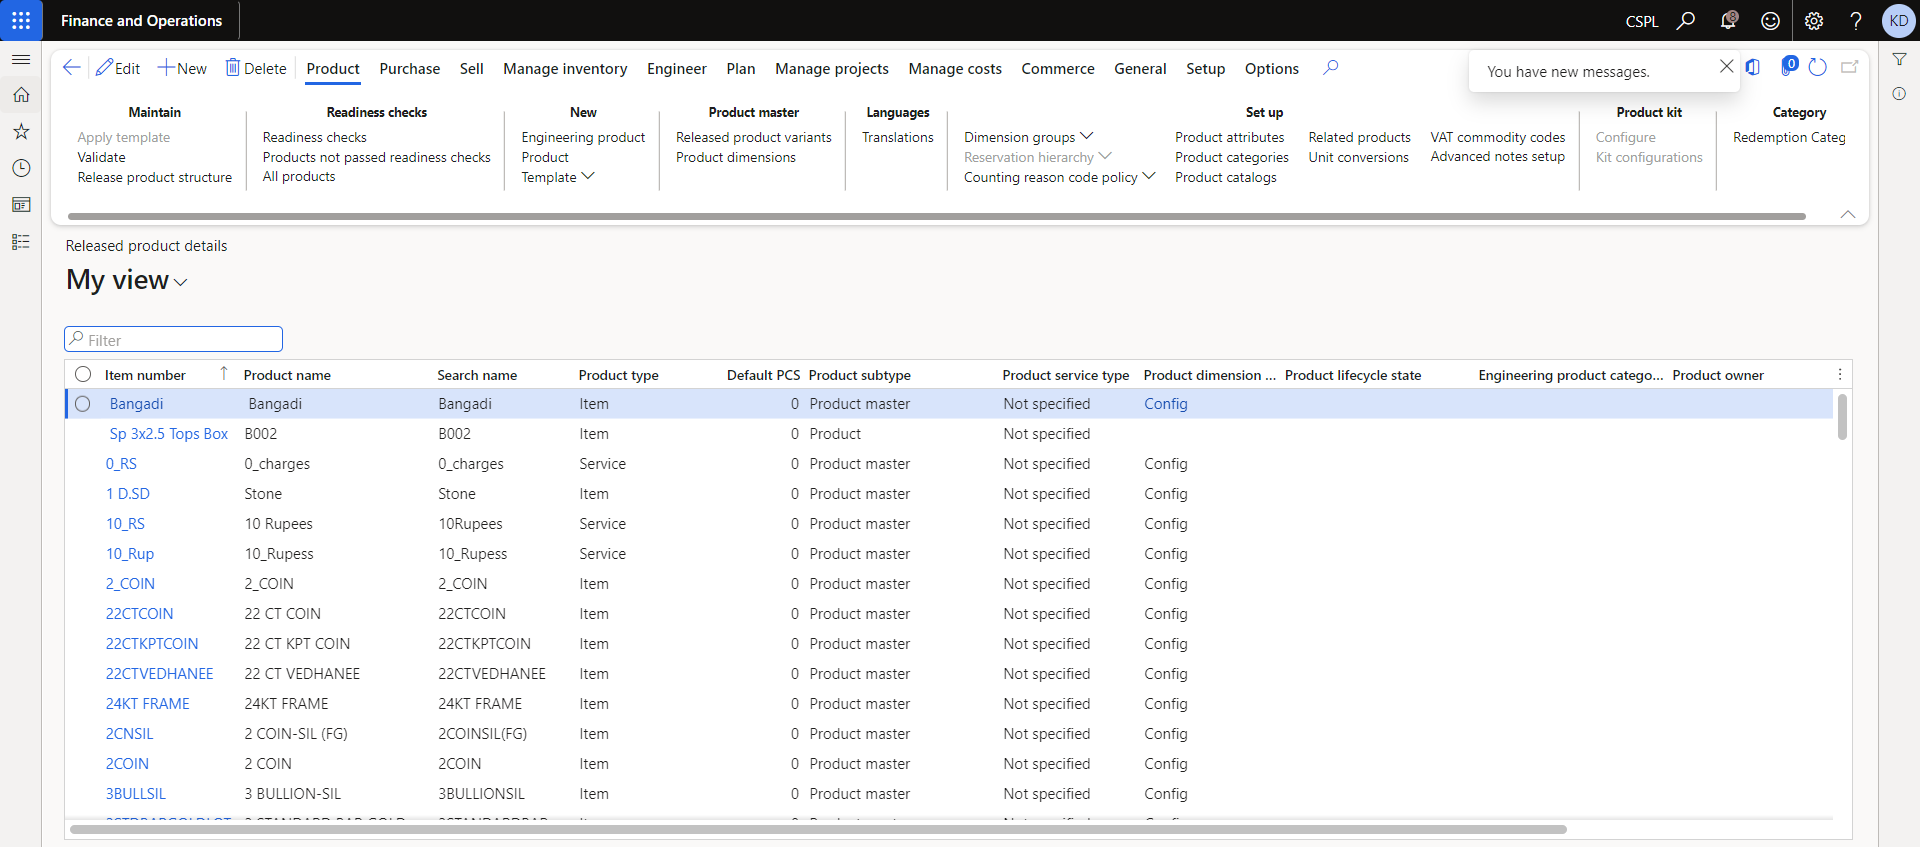 Finance and Operations
CSPL
8
KD
Edit
New
Delete
Product
Purchase
Sell
Manage inventory
Engineer
Plan
Manage projects
Manage costs
Commerce
General
Setup
Options
You have new messages.
0
Maintain
Apply template
Validate
Release product structure
Readiness checks
Readiness checks
Products not passed readiness checks
All products
New
Engineering product
Product
Template
Product master
Released product variants
Product dimensions
Languages
Translations
Set up
Dimension groups
Reservation hierarchy
Counting reason code policy
Product attributes
Product categories
Product catalogs
Related products
Unit conversions
VAT commodity codes
Advanced notes setup
Product kit
Configure
Kit configurations
Category
Redemption Categ
Released product details
My view
Filter
Item number Product name Search name Product type Default PCS Product subtype Product service type Product dimension ... Product lifecycle state Engineering product catego... Product owner
Bangadi Bangadi Bangadi Item 0 Product master Not specified Config
Sp 3x2.5 Tops Box B002 B002 Item 0 Product Not specified
0_RS 0_charges 0_charges Service 0 Product master Not specified Config
1 D.SD Stone Stone Item 0 Product master Not specified Config
10_RS 10 Rupees 10Rupees Service 0 Product master Not specified Config
10_Rup 10_Rupess 10_Rupess Service 0 Product master Not specified Config
2_COIN 2_COIN 2_COIN Item 0 Product master Not specified Config
22CTCOIN 22 CT COIN 22CTCOIN Item 0 Product master Not specified Config
22CTKPTCOIN 22 CT KPT COIN 22CTKPTCOIN Item 0 Product master Not specified Config
22CTVEDHANEE 22 CT VEDHANEE 22CTVEDHANEE Item 0 Product master Not specified Config
24KT FRAME 24KT FRAME 24KT FRAME Item 0 Product master Not specified Config
2CNSIL 2 COIN-SIL (FG) 2COINSIL(FG) Item 0 Product master Not specified Config
2COIN 2 COIN 2COIN Item 0 Product master Not specified Config
3BULLSIL 3 BULLION-SIL 3BULLIONSIL Item 0 Product master Not specified Config